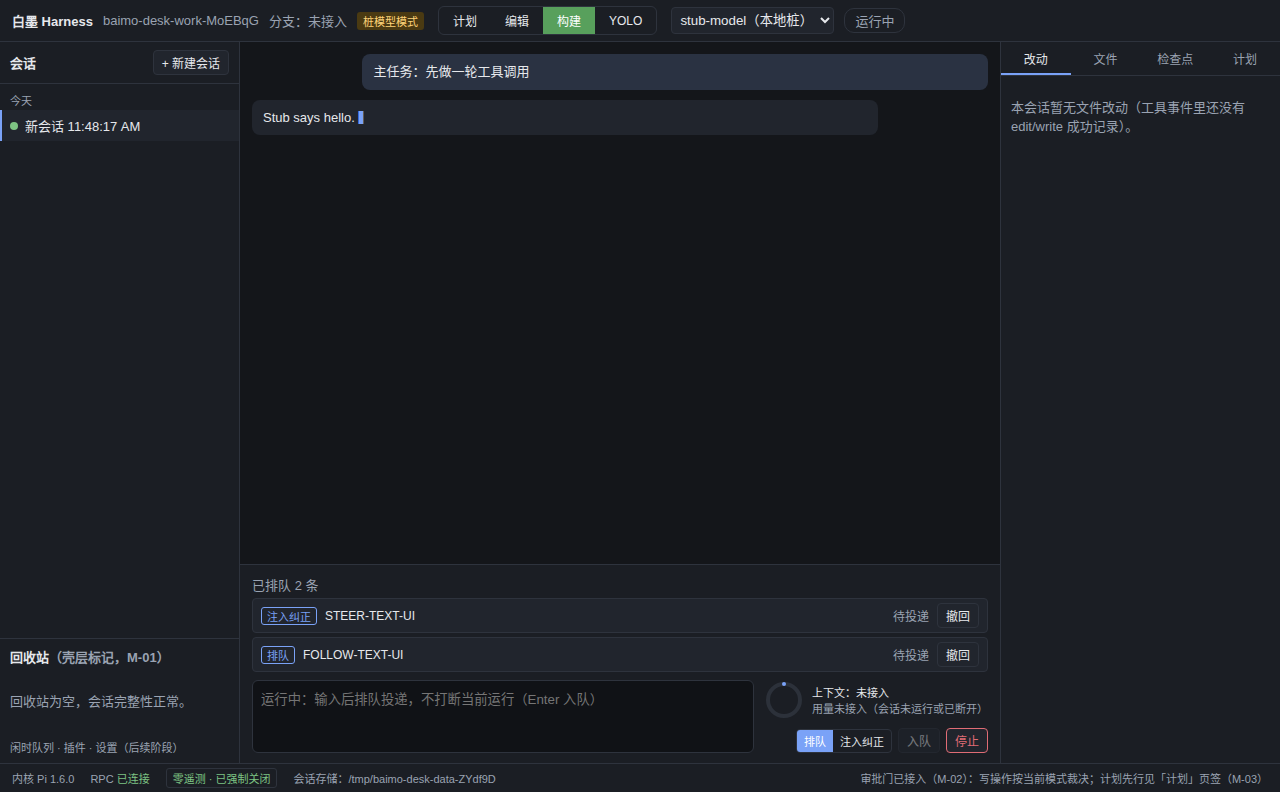 白墨 Harness baimo-desk-work-MoEBqG 分支：未接入 桩模型模式 计划 编辑 构建 YOLO stub-model（本地桩） 运行中
会话 + 新建会话
今天
新会话 11:48:17 AM
回收站（壳层标记，M-01）
回收站为空，会话完整性正常。
闲时队列 · 插件 · 设置（后续阶段）
主任务：先做一轮工具调用
Stub says hello.
已排队 2 条
注入纠正 STEER-TEXT-UI 待投递 撤回
排队 FOLLOW-TEXT-UI 待投递 撤回
运行中：输入后排队投递，不打断当前运行（Enter 入队）
上下文：未接入
用量未接入（会话未运行或已断开）
排队 注入纠正 入队 停止
改动 文件 检查点 计划
本会话暂无文件改动（工具事件里还没有
edit/write 成功记录）。
内核 Pi 1.6.0 RPC 已连接 零遥测 · 已强制关闭 会话存储：/tmp/baimo-desk-data-ZYdf9D 审批门已接入（M-02）：写操作按当前模式裁决；计划先行见「计划」页签（M-03）